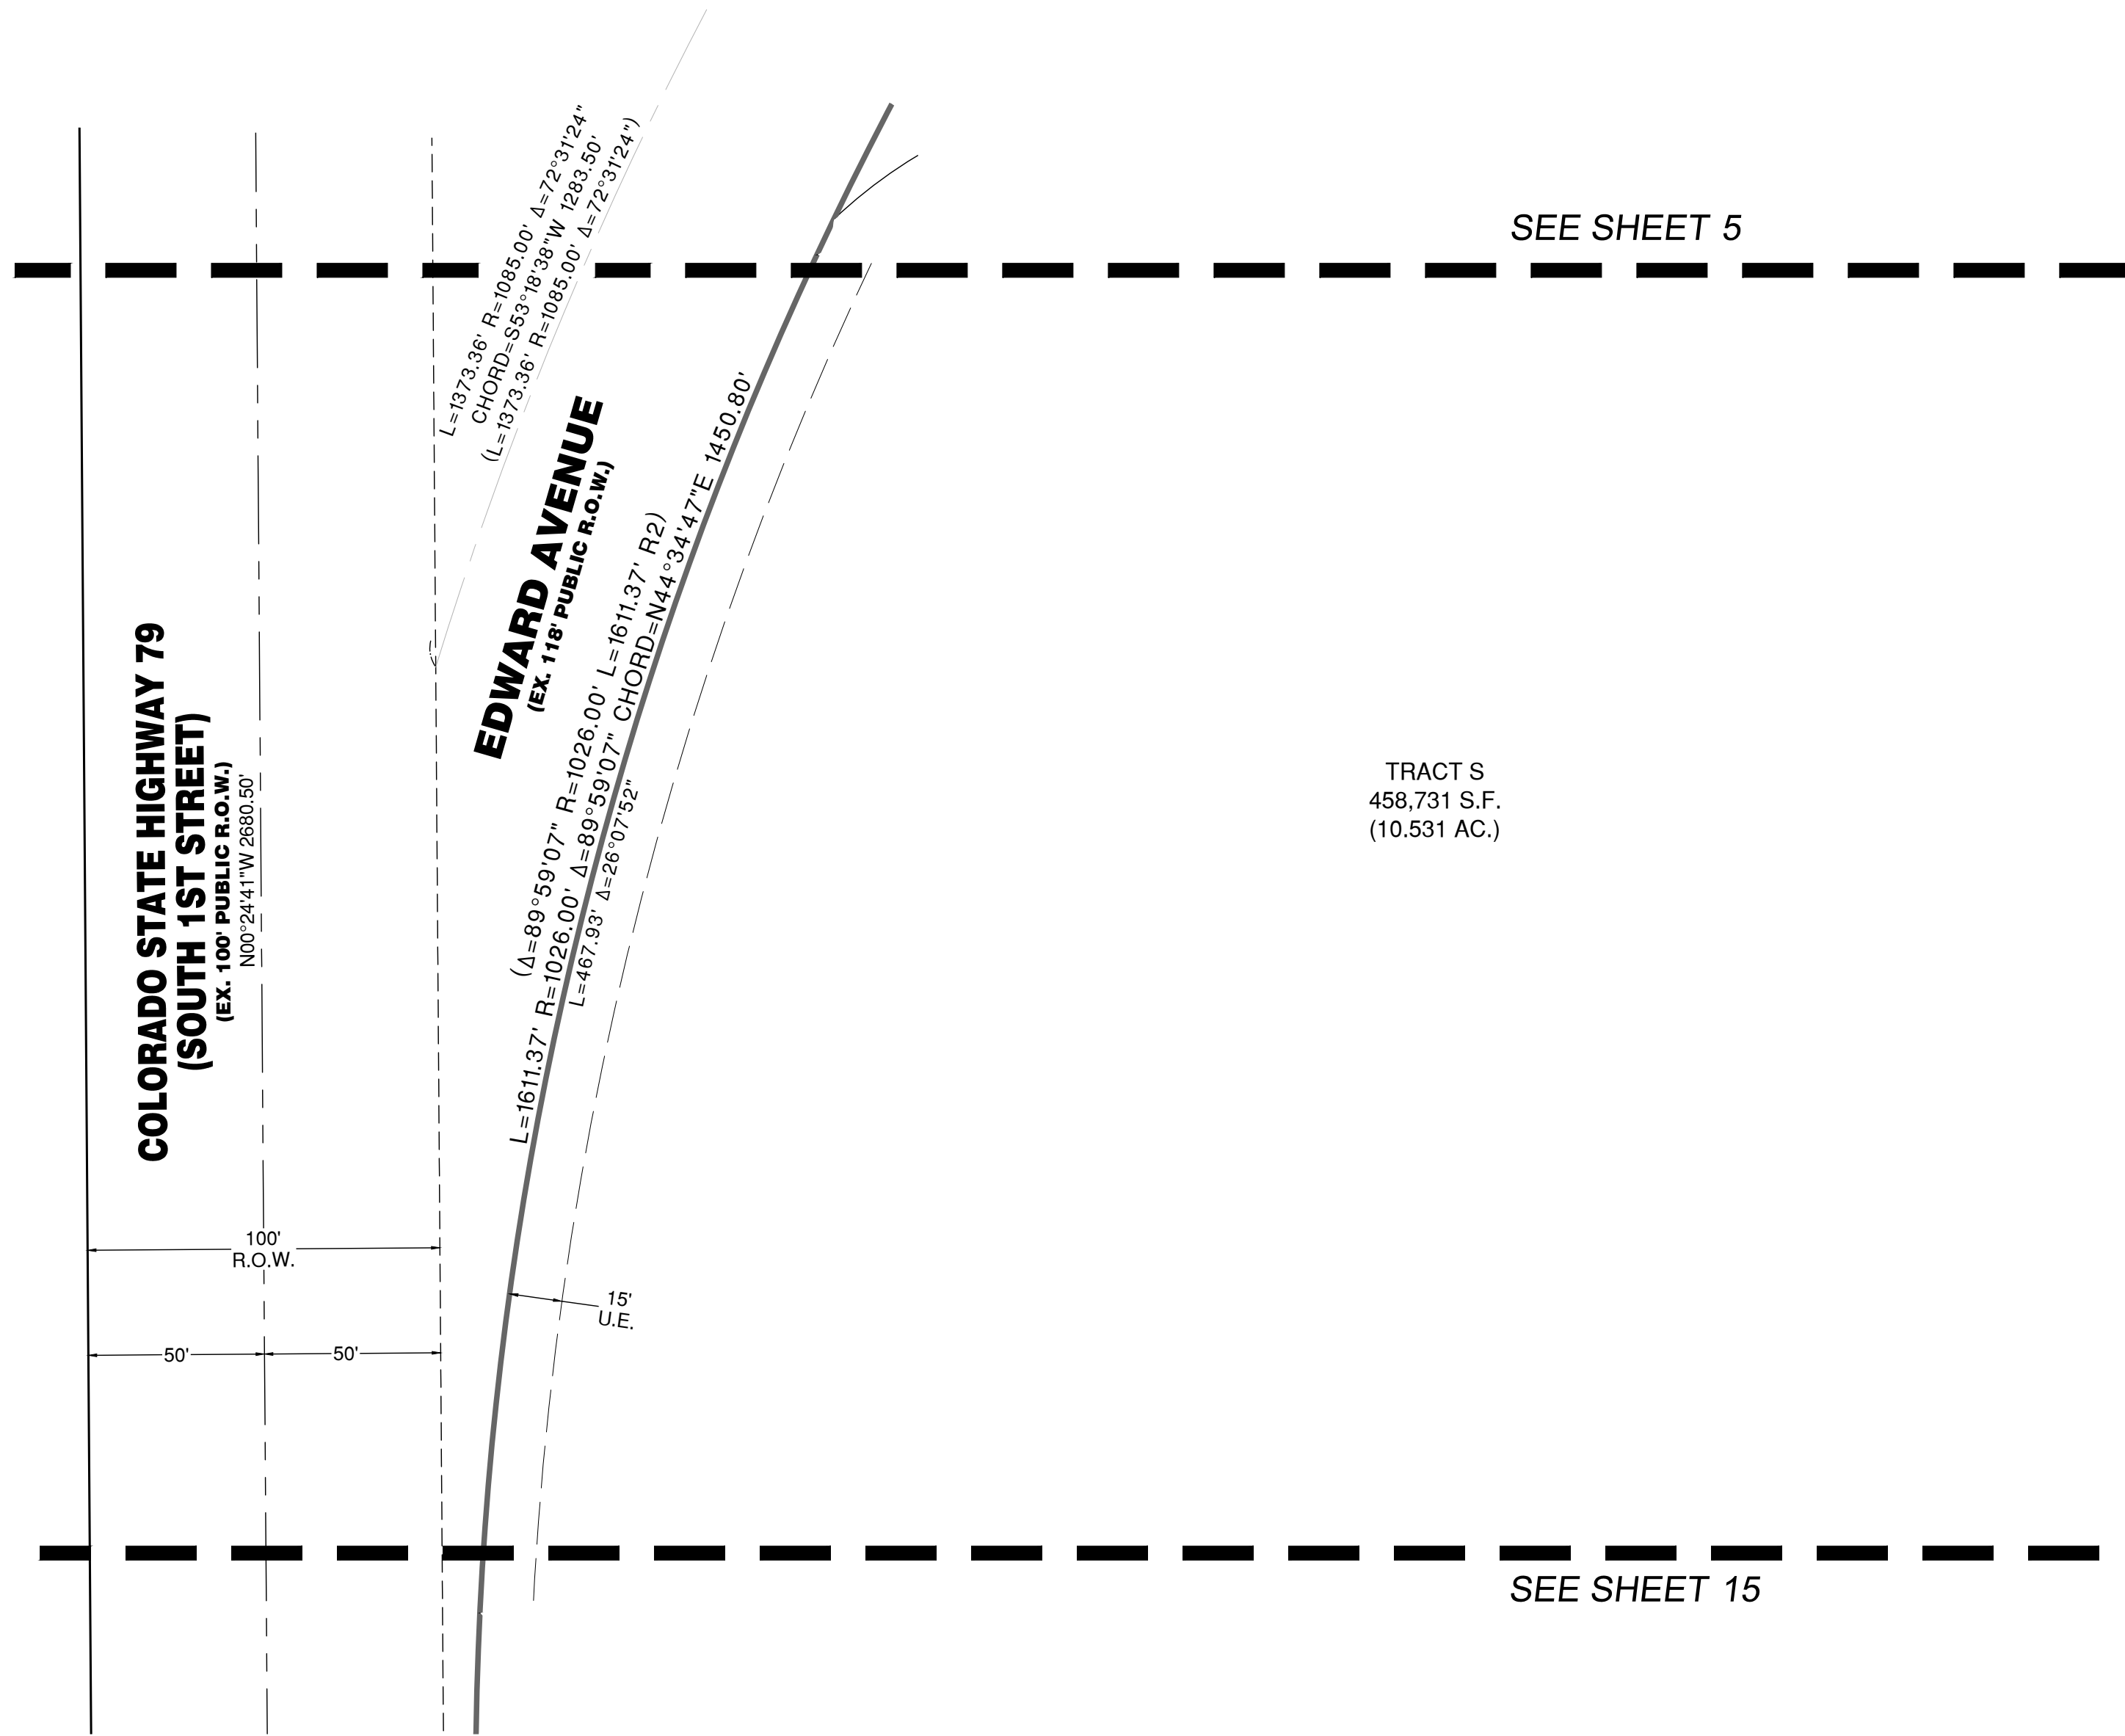 SEE SHEET 5
L=1373.36' R=1085.00' Δ=72°31'24"
CHORD=S53°18'38"W 1283.50'
(L=1373.36' R=1085.00' Δ=72°31'24")
EDWARD AVENUE
(EX. 118' PUBLIC R.O.W.)
(Δ=89°59'07" R=1026.00' L=1611.37' R2)
L=1611.37' R=1026.00' Δ=89°59'07" CHORD=N44°34'47"E 1450.80'
L=467.93' Δ=26°07'52"
COLORADO STATE HIGHWAY 79
(SOUTH 1ST STREET)
(EX. 100' PUBLIC R.O.W.)
N00°24'41"W 2680.50'
TRACT S
458,731 S.F.
(10.531 AC.)
100'
R.O.W.
15'
U.E.
50'
50'
SEE SHEET 15